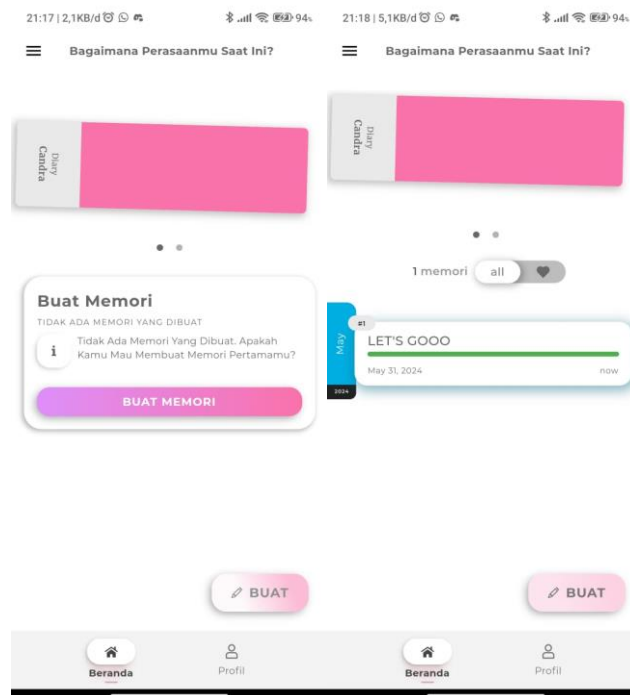 21:17 | 2,1KB/d
94%
Bagaimana Perasaanmu Saat Ini?
Diary
Candra
Buat Memori
TIDAK ADA MEMORI YANG DIBUAT
Tidak Ada Memori Yang Dibuat. Apakah
Kamu Mau Membuat Memori Pertamamu?
BUAT MEMORI
BUAT
Beranda
Profil
21:18 | 5,1KB/d
94%
Bagaimana Perasaanmu Saat Ini?
Diary
Candra
1 memori
all
#1
May
2024
LET'S GOOO
May 31, 2024
now
BUAT
Beranda
Profil